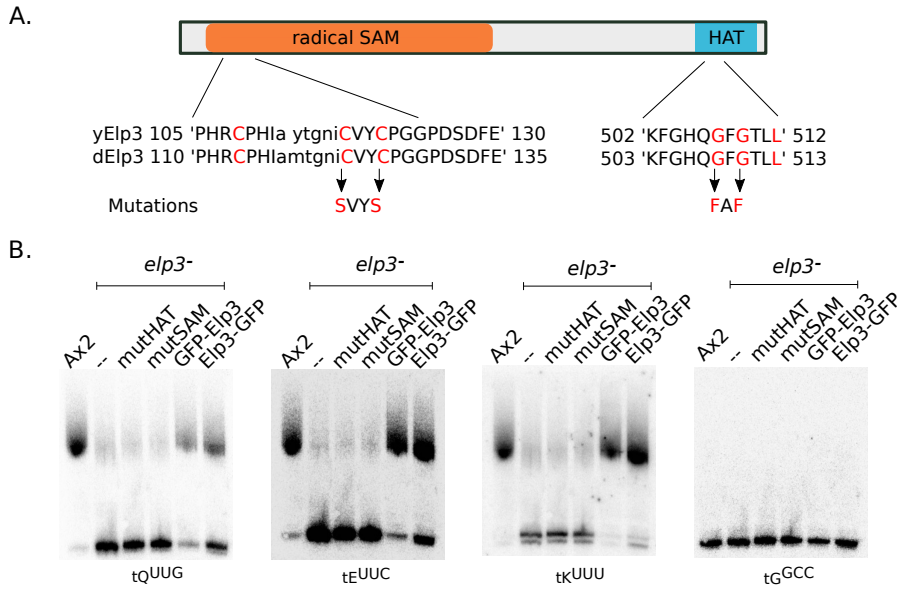 A.
radical SAM HAT
yElp3 105 'PHRCPHIa ytgniCVYCPGGPDSDFE' 130 502 'KFGHQGFGTLL' 512
dElp3 110 'PHRCPHIamtgniCVYCPGGPDSDFE' 135 503 'KFGHQGFGTLL' 513
Mutations SVYS FAF
B.
elp3- elp3- elp3- elp3-
Ax2 -- mutHAT mutSAM GFP-Elp3 Elp3-GFP Ax2 -- mutHAT mutSAM GFP-Elp3 Elp3-GFP Ax2 -- mutHAT mutSAM GFP-Elp3 Elp3-GFP Ax2 -- mutHAT mutSAM GFP-Elp3 Elp3-GFP
tQUUG tEUUC tKUUU tGGCC